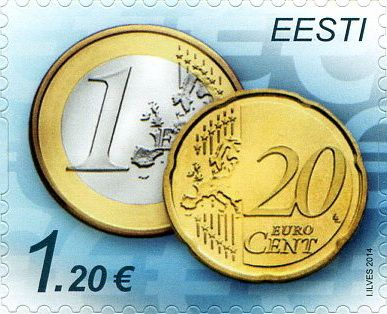 EESTI
1
20
EURO
CENT
1.20 €
I.ILVES 2014